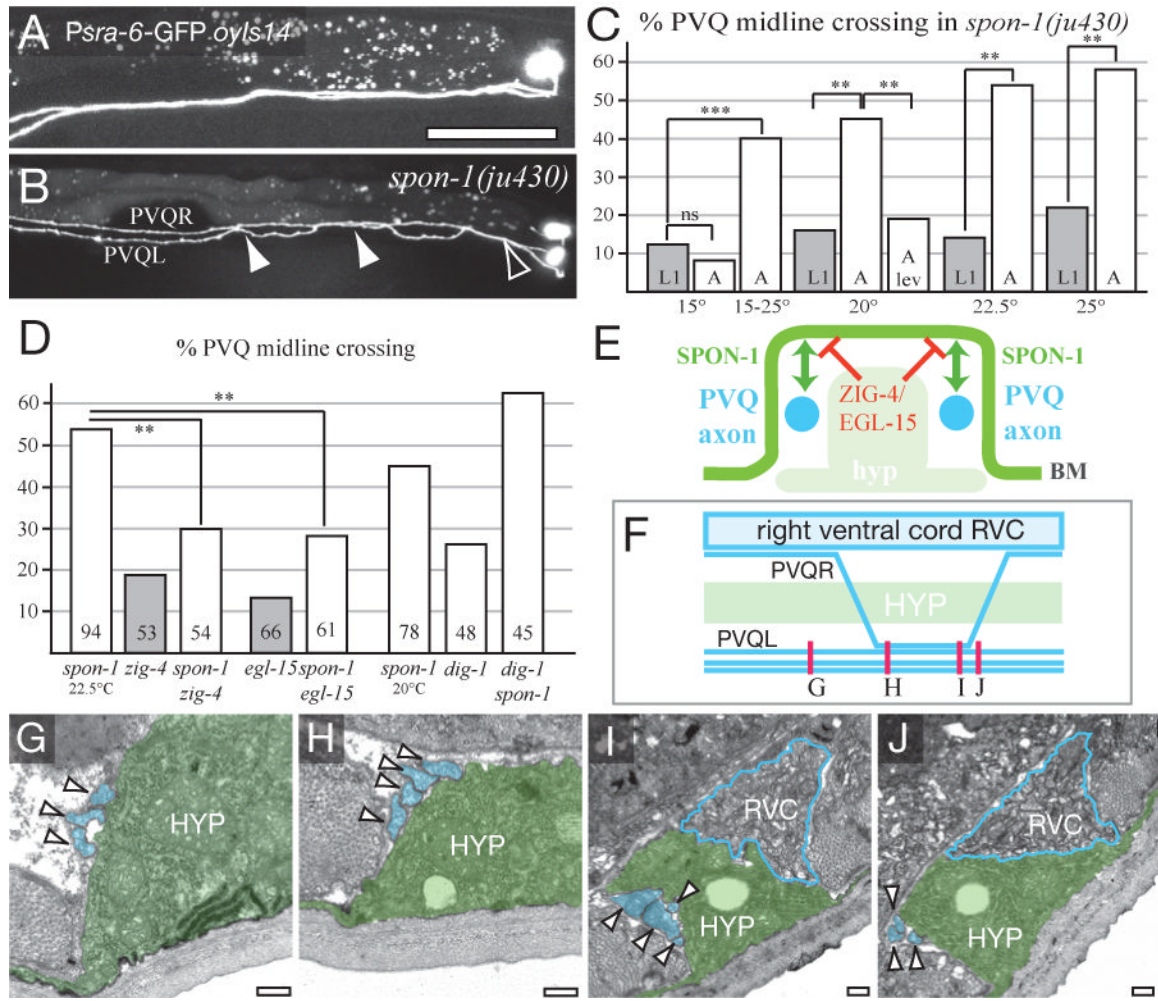 A
Psra-6-GFP oyIs14
B
spon-1(ju430)
PVQR
PVQL
C
% PVQ midline crossing in spon-1(ju430)
60
50
40
30
20
10
ns
***
**
**
**
**
L1
A
A
L1
A
A
lev
L1
A
L1
A
15°
15-25°
20°
22.5°
25°
D
% PVQ midline crossing
60
50
40
30
20
10
**
**
94
53
54
66
61
78
48
45
spon-1
22.5°C
zig-4
spon-1
zig-4
egl-15
spon-1
egl-15
spon-1
20°C
dig-1
dig-1
spon-1
E
SPON-1
SPON-1
PVQ
axon
ZIG-4/
EGL-15
PVQ
axon
hyp
BM
F
right ventral cord RVC
PVQR
HYP
PVQL
G
H
I
J
G
HYP
H
HYP
I
RVC
HYP
J
RVC
HYP